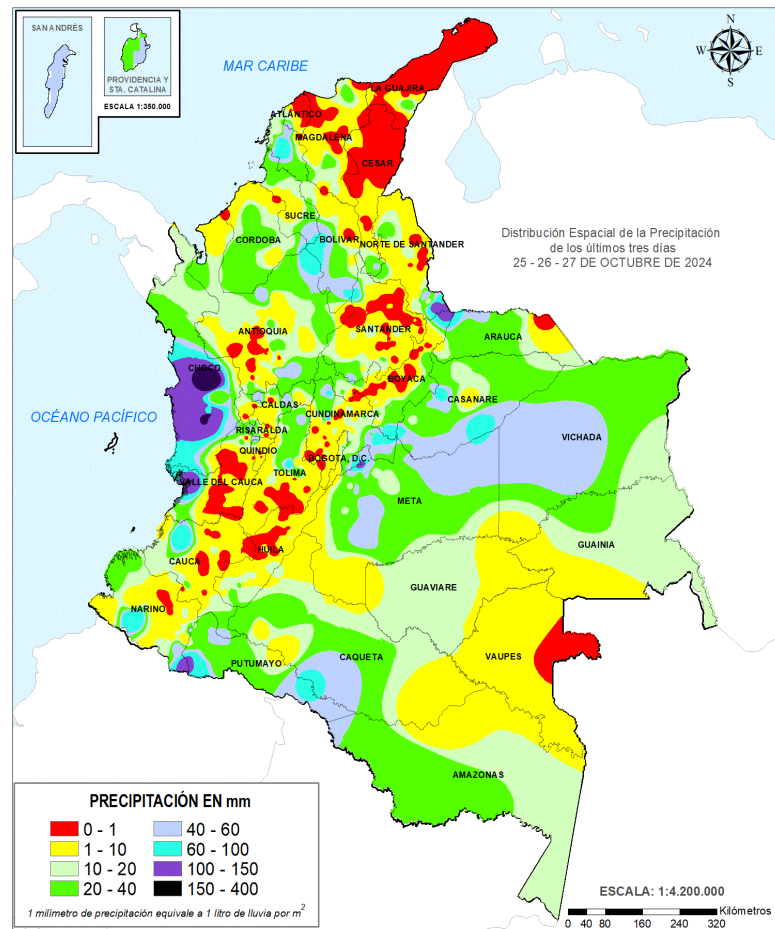 SAN ANDRÉS
PROVIDENCIA Y
STA. CATALINA
ESCALA 1:350.000
MAR CARIBE
N
W
E
S
LA GUAJIRA
ATLÁNTICO
MAGDALENA
CESAR
SUCRE
CORDOBA
BOLIVAR
NORTE DE SANTANDER
Distribución Espacial de la Precipitación
de los últimos tres días
25 - 26 - 27 DE OCTUBRE DE 2024
ANTIOQUIA
SANTANDER
ARAUCA
CHOCO
BOYACA
CASANARE
OCÉANO PACÍFICO
CALDAS
CUNDINAMARCA
RISARALDA
VICHADA
QUINDIO
BOGOTA, D.C.
TOLIMA
VALLE DEL CAUCA
META
GUAINIA
HUILA
CAUCA
GUAVIARE
NARIÑO
VAUPES
CAQUETA
PUTUMAYO
AMAZONAS
PRECIPITACIÓN EN mm
0 - 1
40 - 60
1 - 10
60 - 100
10 - 20
100 - 150
20 - 40
150 - 400
1 milímetro de precipitación equivale a 1 litro de lluvia por m²
ESCALA: 1:4.200.000
Kilómetros
0 40 80 160 240 320